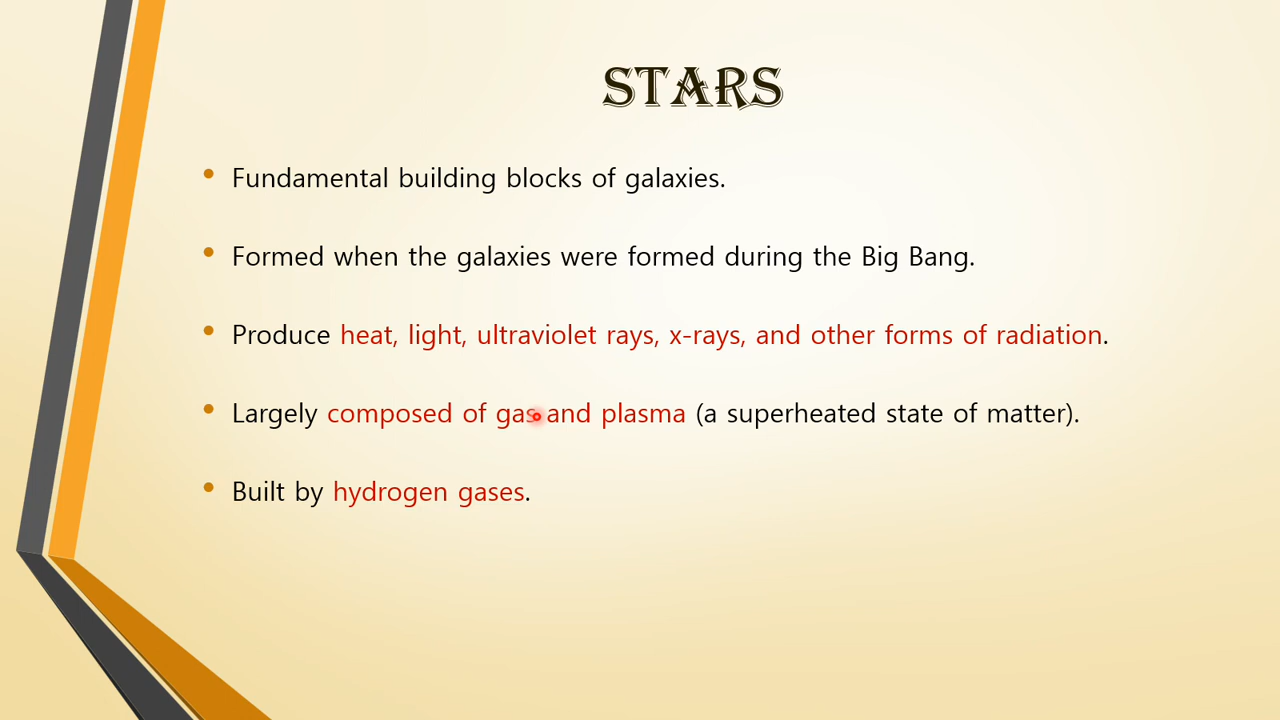 STARS
• Fundamental building blocks of galaxies.
• Formed when the galaxies were formed during the Big Bang.
• Produce heat, light, ultraviolet rays, x-rays, and other forms of radiation.
• Largely composed of gas and plasma (a superheated state of matter).
• Built by hydrogen gases.